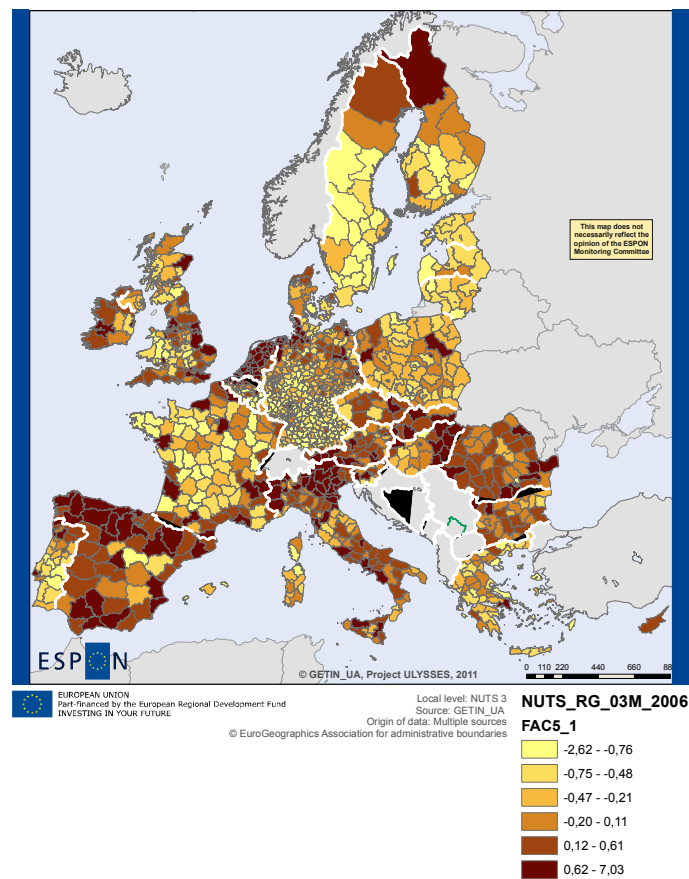 This map does not
necessarily reflect the
opinion of the ESPON
Monitoring Committee
ESPON
© GETIN_UA, Project ULYSSES, 2011
0 110 220 440 660 88
EUROPEAN UNION
Part-financed by the European Regional Development Fund
INVESTING IN YOUR FUTURE
Local level: NUTS 3
Source: GETIN_UA
Origin of data: Multiple sources
© EuroGeographics Association for administrative boundaries
NUTS_RG_03M_2006
FAC5_1
-2,62 - -0,76
-0,75 - -0,48
-0,47 - -0,21
-0,20 - 0,11
0,12 - 0,61
0,62 - 7,03